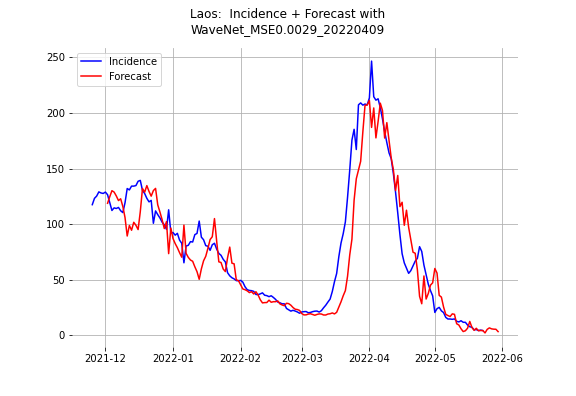 Laos:  Incidence + Forecast with
WaveNet_MSE0.0029_20220409
Incidence
Forecast
250
200
150
100
50
0
2021-12 2022-01 2022-02 2022-03 2022-04 2022-05 2022-06